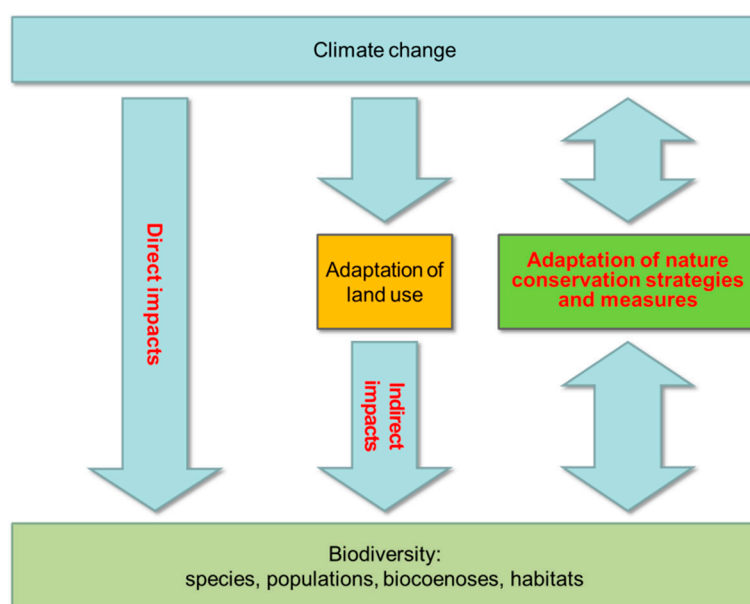 Climate change
Direct impacts
Adaptation of
land use
Adaptation of nature
conservation strategies
and measures
Indirect
impacts
Biodiversity:
species, populations, biocoenoses, habitats